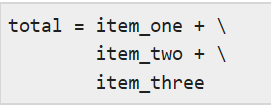 total = item_one + \
        item_two + \
        item_three